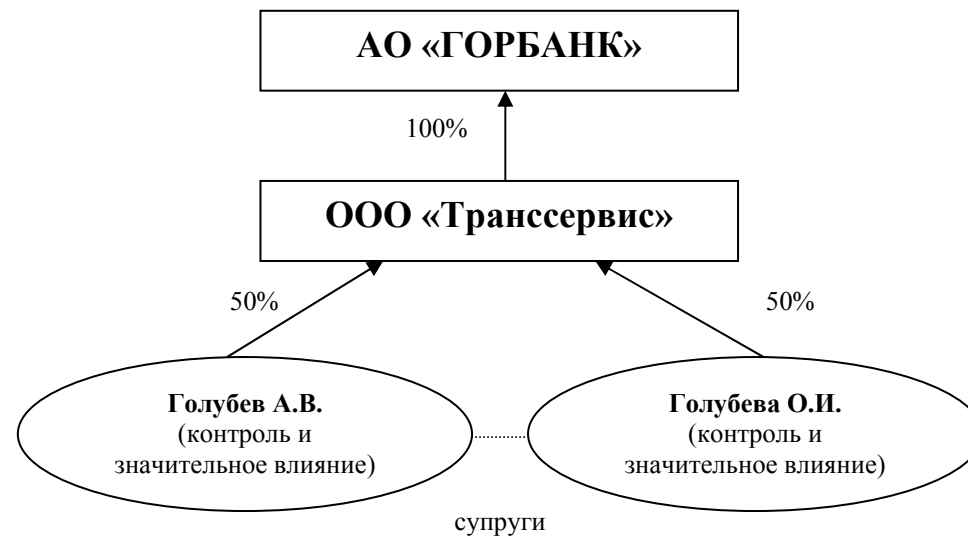 АО «ГОРБАНК»
100%
ООО «Транссервис»
50%
50%
Голубев А.В.
(контроль и
значительное влияние)
Голубева О.И.
(контроль и
значительное влияние)
супруги